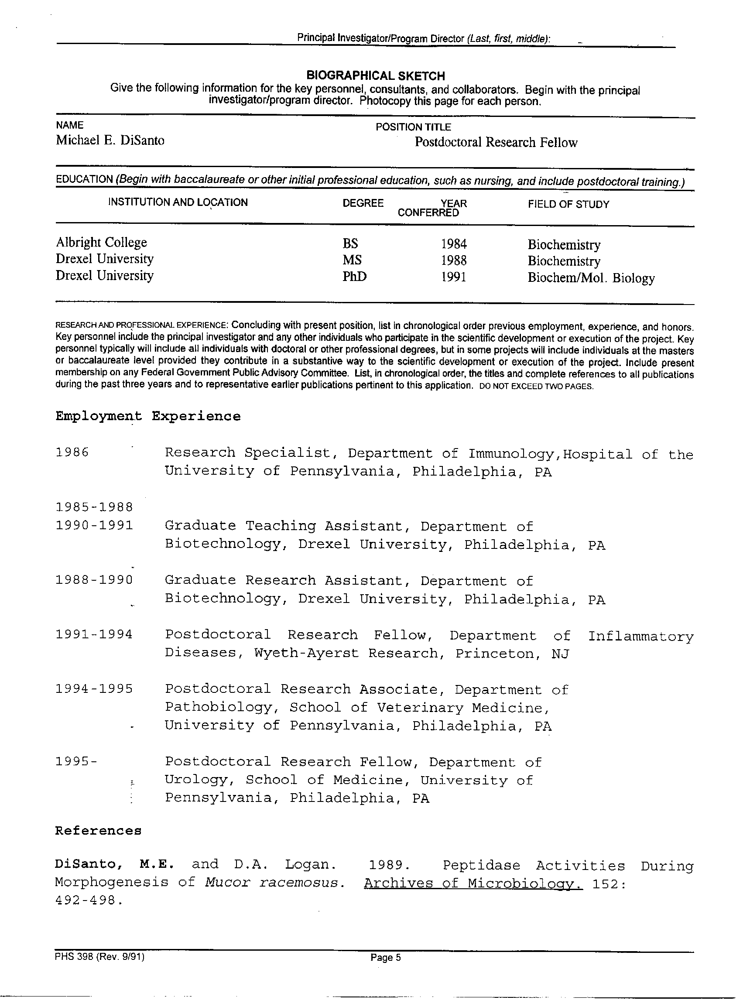 Principal Investigator/Program Director (Last, first, middle):
BIOGRAPHICAL SKETCH
Give the following information for the key personnel, consultants, and collaborators. Begin with the principal
investigator/program director. Photocopy this page for each person.
NAME POSITION TITLE
Michael E. DiSanto Postdoctoral Research Fellow
EDUCATION (Begin with baccalaureate or other initial professional education, such as nursing, and include postdoctoral training.)
INSTITUTION AND LOCATION DEGREE YEAR FIELD OF STUDY
CONFERRED
Albright College BS 1984 Biochemistry
Drexel University MS 1988 Biochemistry
Drexel University PhD 1991 Biochem/Mol. Biology
RESEARCH AND PROFESSIONAL EXPERIENCE: Concluding with present position, list in chronological order previous employment, experience, and honors.
Key personnel include the principal investigator and any other individuals who participate in the scientific development or execution of the project. Key
personnel typically will include all individuals with doctoral or other professional degrees, but in some projects will include individuals at the masters
or baccalaureate level provided they contribute in a substantive way to the scientific development or execution of the project. Include present
membership on any Federal Government Public Advisory Committee. List, in chronological order, the titles and complete references to all publications
during the past three years and to representative earlier publications pertinent to this application. DO NOT EXCEED TWO PAGES.
Employment Experience
1986 Research Specialist, Department of Immunology, Hospital of the
University of Pennsylvania, Philadelphia, PA
1985-1988
1990-1991 Graduate Teaching Assistant, Department of
Biotechnology, Drexel University, Philadelphia, PA
1988-1990 Graduate Research Assistant, Department of
Biotechnology, Drexel University, Philadelphia, PA
1991-1994 Postdoctoral Research Fellow, Department of Inflammatory
Diseases, Wyeth-Ayerst Research, Princeton, NJ
1994-1995 Postdoctoral Research Associate, Department of
Pathobiology, School of Veterinary Medicine,
University of Pennsylvania, Philadelphia, PA
1995- Postdoctoral Research Fellow, Department of
Urology, School of Medicine, University of
Pennsylvania, Philadelphia, PA
References
DiSanto, M.E. and D.A. Logan. 1989. Peptidase Activities During
Morphogenesis of Mucor racemosus. Archives of Microbiology. 152:
492-498.
PHS 398 (Rev. 9/91) Page 5